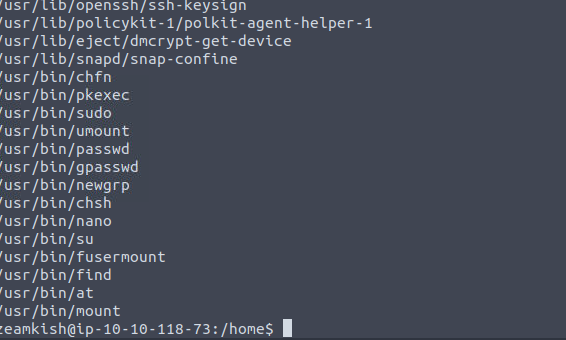 /usr/lib/openssh/ssh-keysign
/usr/lib/policykit-1/polkit-agent-helper-1
/usr/lib/eject/dmcrypt-get-device
/usr/lib/snapd/snap-confine
/usr/bin/chfn
/usr/bin/pkexec
/usr/bin/sudo
/usr/bin/umount
/usr/bin/passwd
/usr/bin/gpasswd
/usr/bin/newgrp
/usr/bin/chsh
/usr/bin/nano
/usr/bin/su
/usr/bin/fusermount
/usr/bin/find
/usr/bin/at
/usr/bin/mount
zeamkish@ip-10-10-118-73:/home$